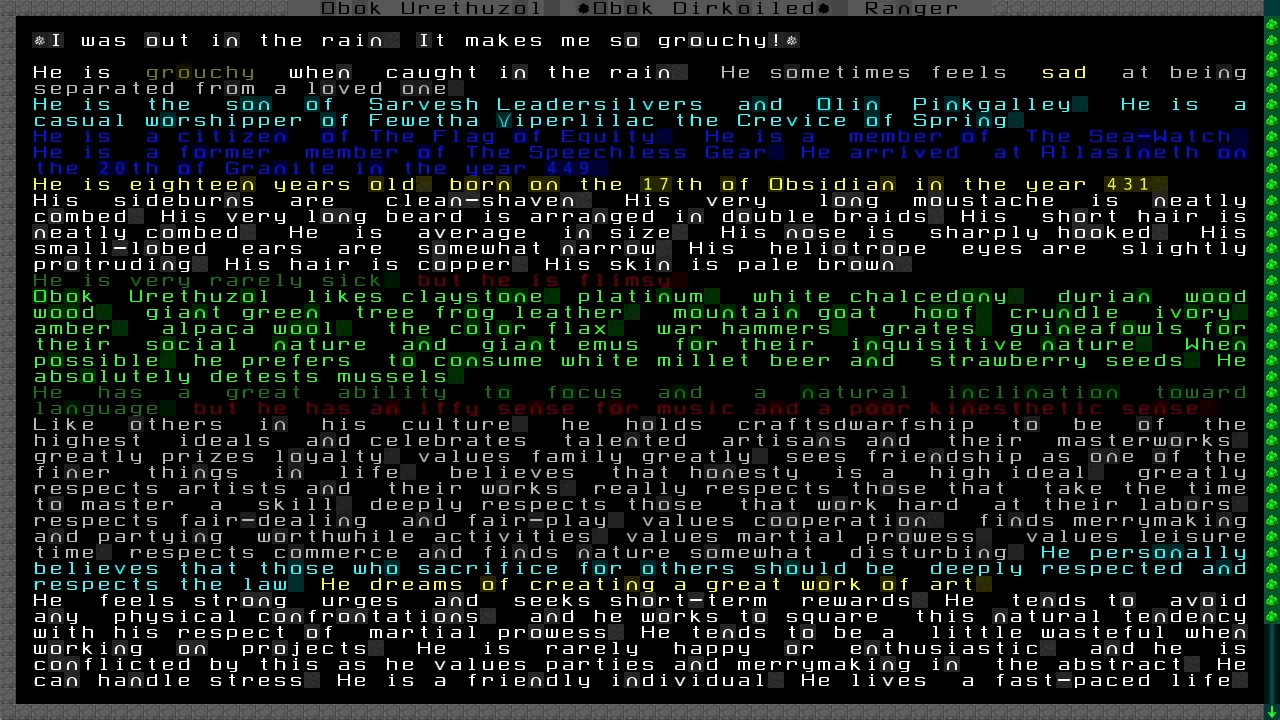 Obok Urethuzol ✹Obok Dirkoiled✹ Ranger
☼I was out in the rain. It makes me so grouchy!☼
He is grouchy when caught in the rain. He sometimes feels sad at being
separated from a loved one.
He is the son of Sarvesh Leadersilvers and Olin Pinkgalley. He is a
casual worshipper of Fewetha Viperlilac the Crevice of Spring.
He is a citizen of The Flag of Equity. He is a member of The Sea-Watch.
He is a former member of The Speechless Gear. He arrived at Allasineth on
the 20th of Granite in the year 449.
He is eighteen years old, born on the 17th of Obsidian in the year 431.
His sideburns are clean-shaven. His very long moustache is neatly
combed. His very long beard is arranged in double braids. His short hair is
neatly combed. He is average in size. His nose is sharply hooked. His
small-lobed ears are somewhat narrow. His heliotrope eyes are slightly
protruding. His hair is copper. His skin is pale brown.
He is very rarely sick, but he is flimsy.
Obok Urethuzol likes claystone, platinum, white chalcedony, durian wood
wood, giant green tree frog leather, mountain goat hoof, crundle ivory,
amber, alpaca wool, the color flax, war hammers, grates, guineafowls for
their social nature and giant emus for their inquisitive nature. When
possible, he prefers to consume white millet beer and strawberry seeds. He
absolutely detests mussels.
He has a great ability to focus and a natural inclination toward
language, but he has an iffy sense for music and a poor kinesthetic sense.
Like others in his culture, he holds craftsdwarfship to be of the
highest ideals and celebrates talented artisans and their masterworks,
greatly prizes loyalty, values family greatly, sees friendship as one of the
finer things in life, believes that honesty is a high ideal, greatly
respects artists and their works, really respects those that take the time
to master a skill, deeply respects those that work hard at their labors,
respects fair-dealing and fair-play, values cooperation, finds merrymaking
and partying worthwhile activities, values martial prowess, values leisure
time, respects commerce and finds nature somewhat disturbing. He personally
believes that those who sacrifice for others should be deeply respected and
respects the law. He dreams of creating a great work of art.
He feels strong urges and seeks short-term rewards. He tends to avoid
any physical confrontations, and he works to square this natural tendency
with his respect of martial prowess. He tends to be a little wasteful when
working on projects. He is rarely happy or enthusiastic, and he is
conflicted by this as he values parties and merrymaking in the abstract. He
can handle stress. He is a friendly individual. He lives a fast-paced life.